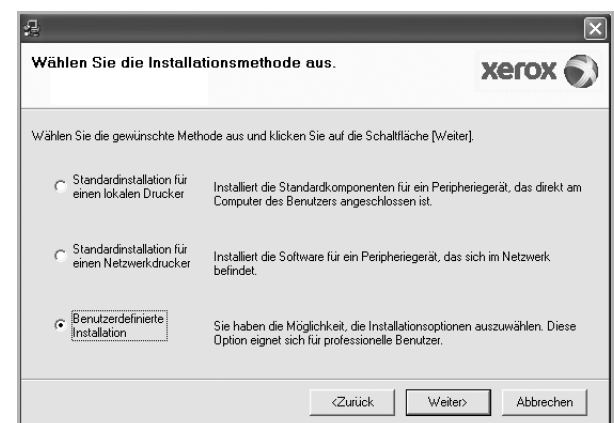 Wählen Sie die Installationsmethode aus.
xerox
Wählen Sie die gewünschte Methode aus und klicken Sie auf die Schaltfläche [Weiter].
Standardinstallation für
einen lokalen Drucker
Installiert die Standardkomponenten für ein Peripheriegerät, das direkt am
Computer des Benutzers angeschlossen ist.
Standardinstallation für
einen Netzwerkdrucker
Installiert die Software für ein Peripheriegerät, das sich im Netzwerk
befindet.
Benutzerdefinierte
Installation
Sie haben die Möglichkeit, die Installationsoptionen auszuwählen. Diese
Option eignet sich für professionelle Benutzer.
<Zurück
Weiter>
Abbrechen